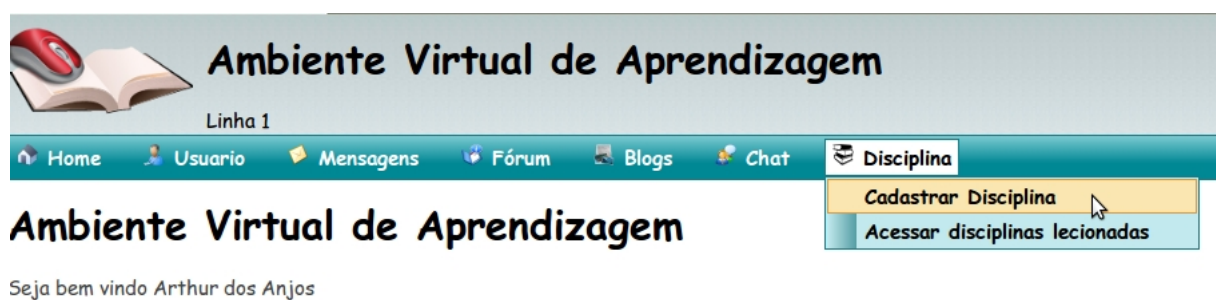 Ambiente Virtual de Aprendizagem
Linha 1
Home Usuario Mensagens Fórum Blogs Chat Disciplina
Cadastrar Disciplina
Acessar disciplinas lecionadas
Ambiente Virtual de Aprendizagem
Seja bem vindo Arthur dos Anjos